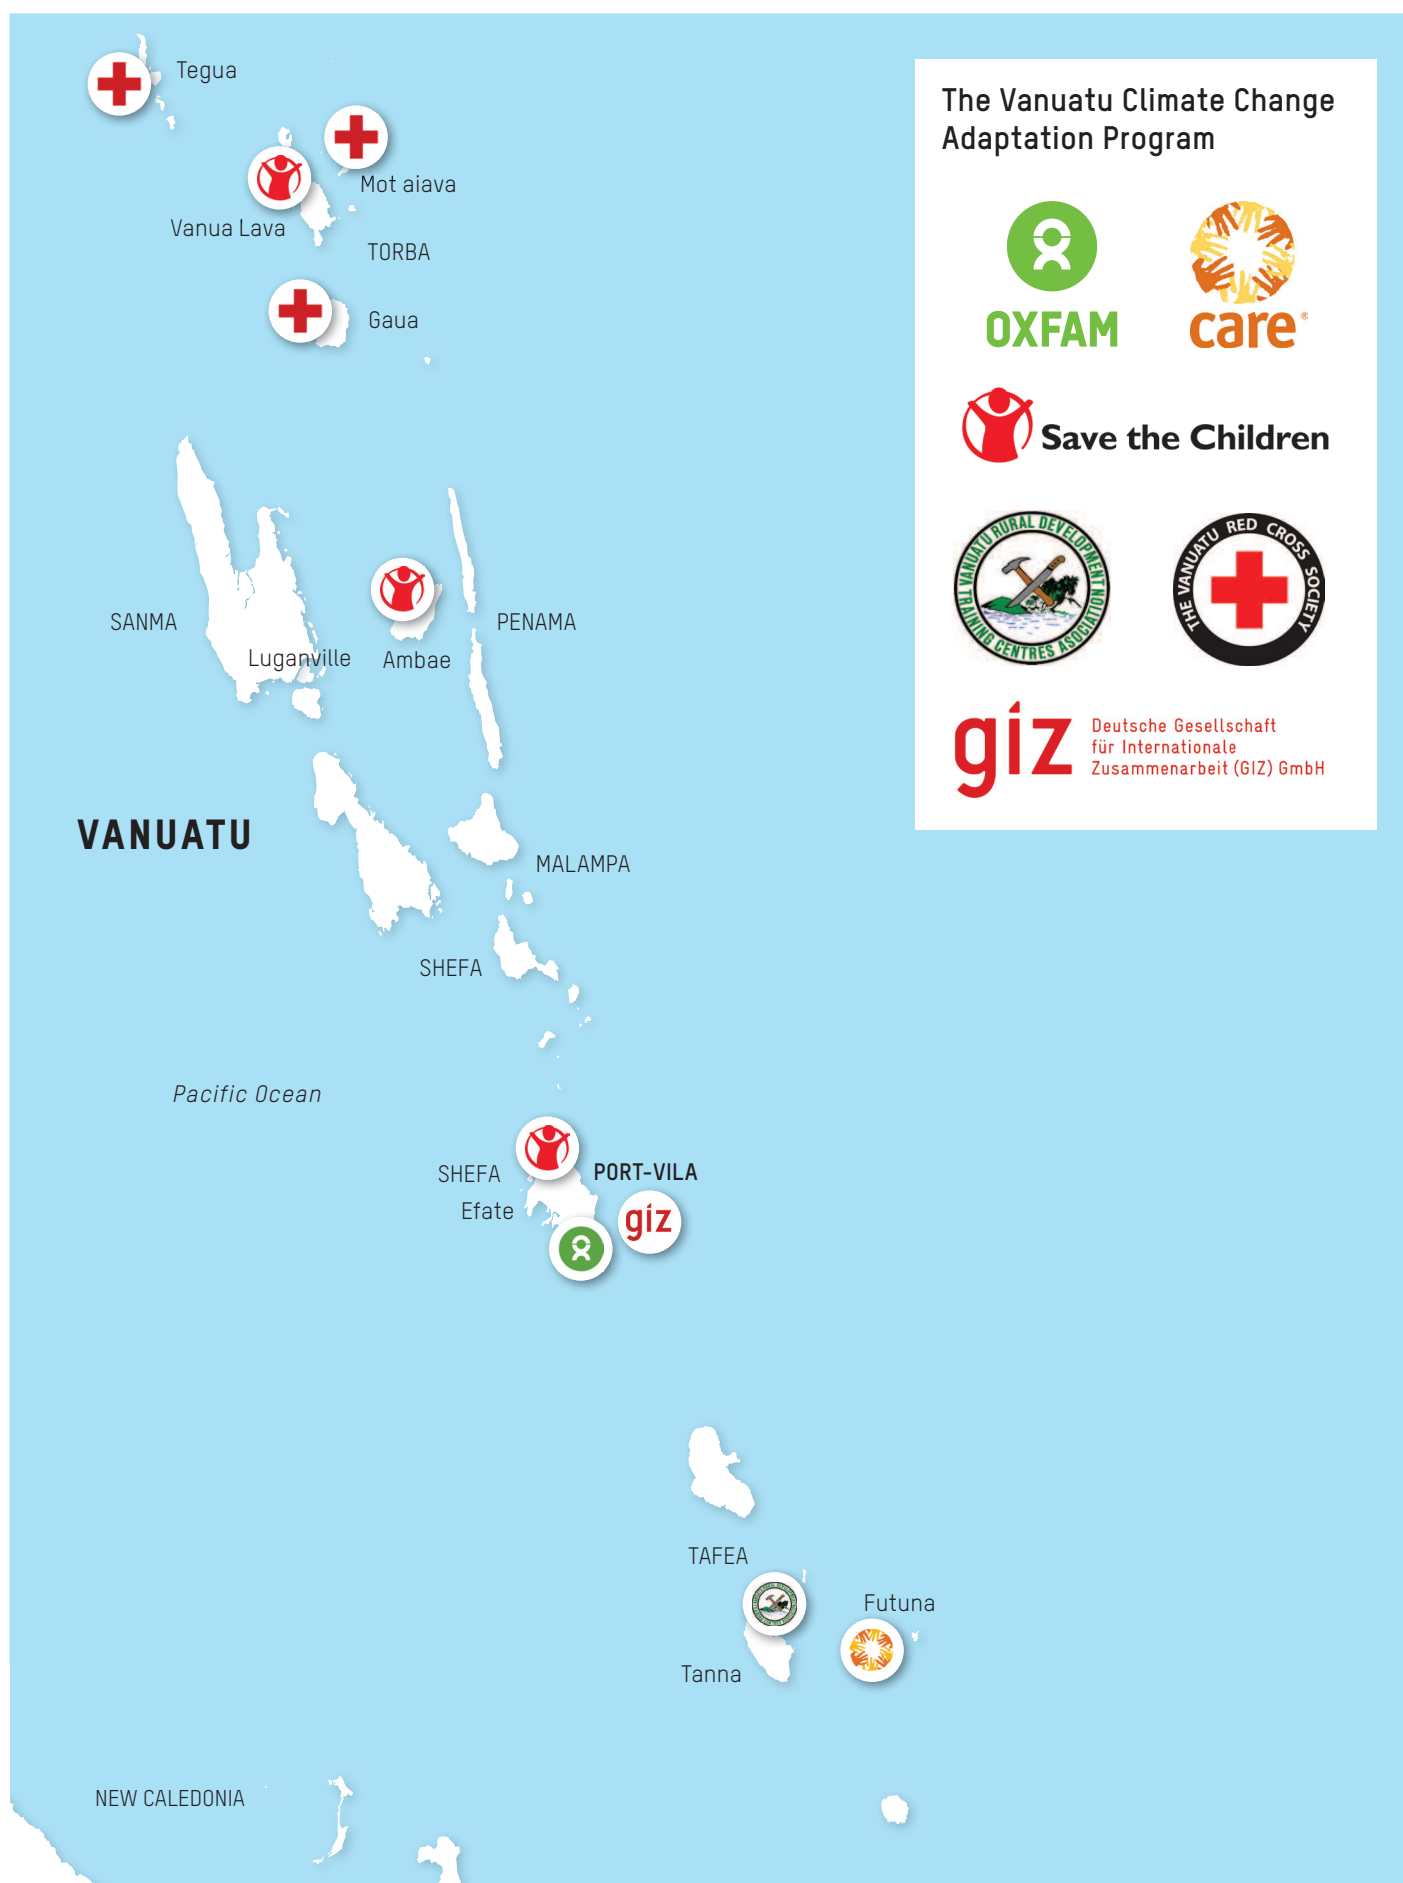 Tegua
Mot aiava
Vanua Lava
TORBA
Gaua
SANMA
PENAMA
Luganville
Ambae
VANUATU
MALAMPA
SHEFA
Pacific Ocean
SHEFA
PORT-VILA
Efate
giz
TAFEA
Futuna
Tanna
NEW CALEDONIA
The Vanuatu Climate Change
Adaptation Program
OXFAM
care®
Save the Children
VANUATU RURAL DEVELOPMENT
TRAINING CENTRES ASOCIATION
THE VANUATU RED CROSS SOCIETY
giz
Deutsche Gesellschaft
für Internationale
Zusammenarbeit (GIZ) GmbH